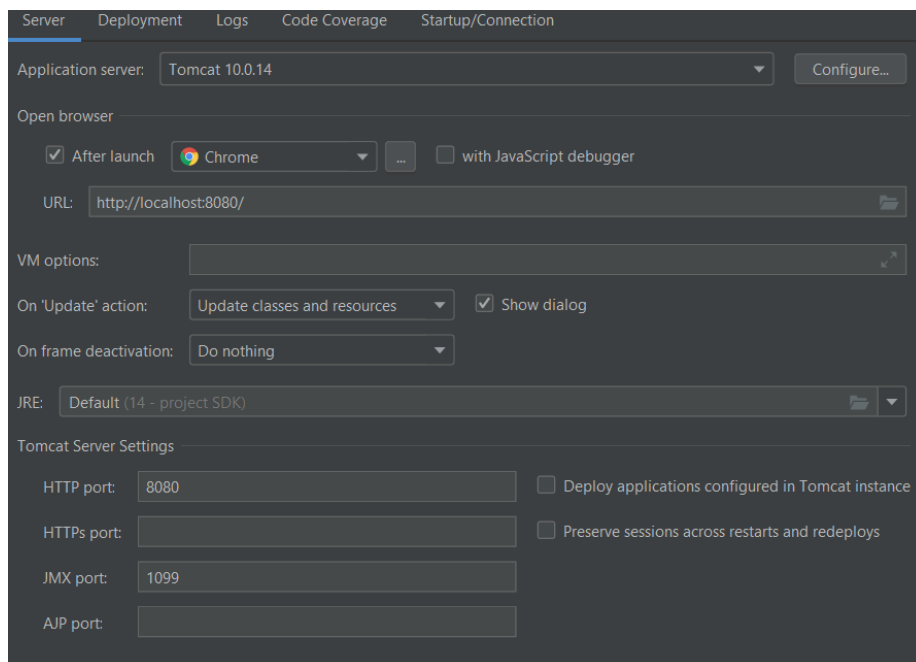 Server Deployment Logs Code Coverage Startup/Connection
Application server: Tomcat 10.0.14 Configure...
Open browser
After launch Chrome ... with JavaScript debugger
URL: http://localhost:8080/
VM options:
On 'Update' action: Update classes and resources Show dialog
On frame deactivation: Do nothing
JRE: Default (14 - project SDK)
Tomcat Server Settings
HTTP port: 8080 Deploy applications configured in Tomcat instance
HTTPs port: Preserve sessions across restarts and redeploys
JMX port: 1099
AJP port: